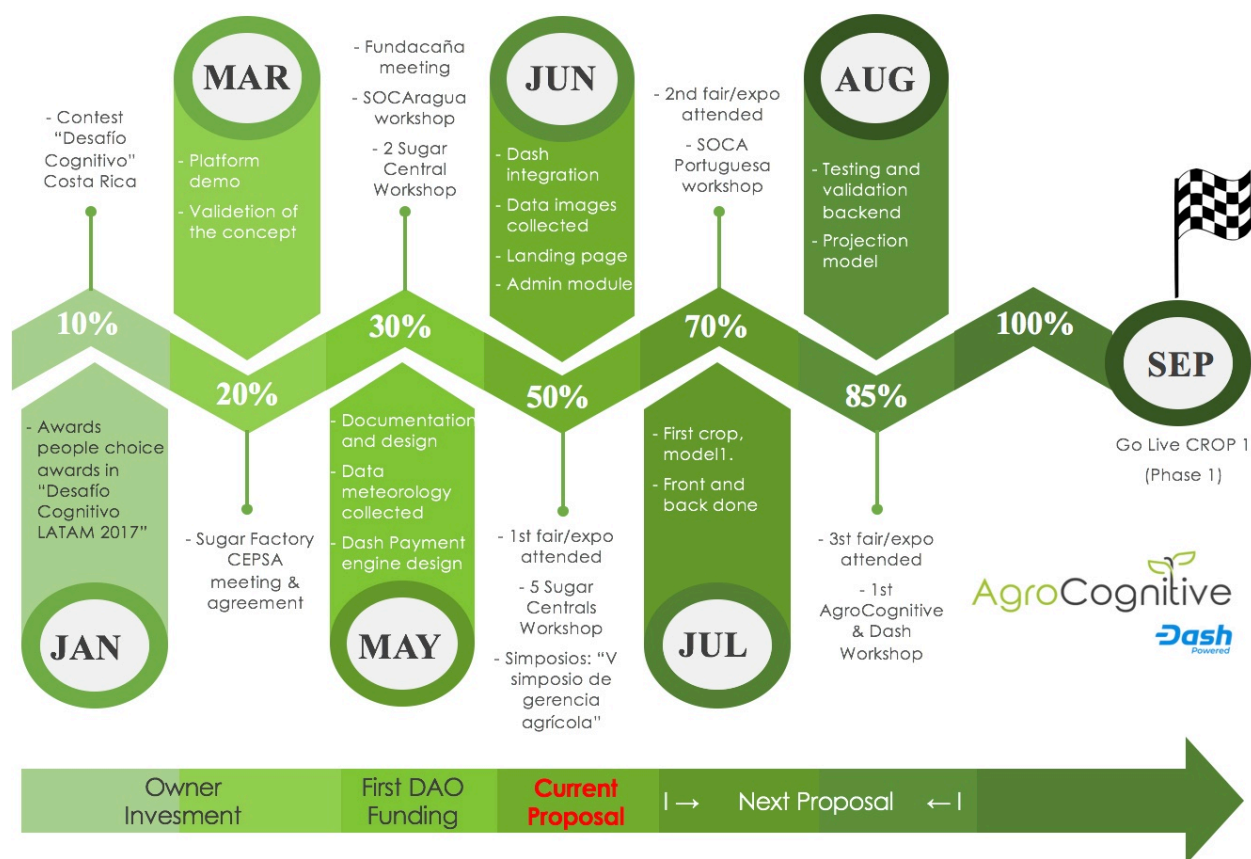 MAR
- Platform
demo
- Validetion of
the concept
JUN
- Dash
integration
- Data images
collected
- Landing page
- Admin module
AUG
- Testing and
validation
backend
- Projection
model
- Contest
“Desafío
Cognitivo”
Costa Rica
- Fundacaña
meeting
- SOCAragua
workshop
- 2 Sugar
Central
Workshop
- 2nd fair/expo
attended
- SOCA
Portuguesa
workshop
10%
20%
30%
50%
70%
85%
100%
SEP
Go Live CROP 1
(Phase 1)
- Awards
people choice
awards in
“Desafío
Cognitivo
LATAM 2017”
JAN
- Sugar Factory
CEPSA
meeting &
agreement
- Documentation
and design
- Data
meteorology
collected
- Dash Payment
engine design
MAY
- 1st fair/expo
attended
- 5 Sugar
Centrals
Workshop
- Simposios: “V
simposio de
gerencia
agrícola”
- First crop,
model1.
- Front and
back done
JUL
- 3st fair/expo
attended
- 1st
AgroCognitive
& Dash
Workshop
AgroCognitive
Dash
Powered
Owner
Invesment
First DAO
Funding
Current
Proposal
I → Next Proposal ← I